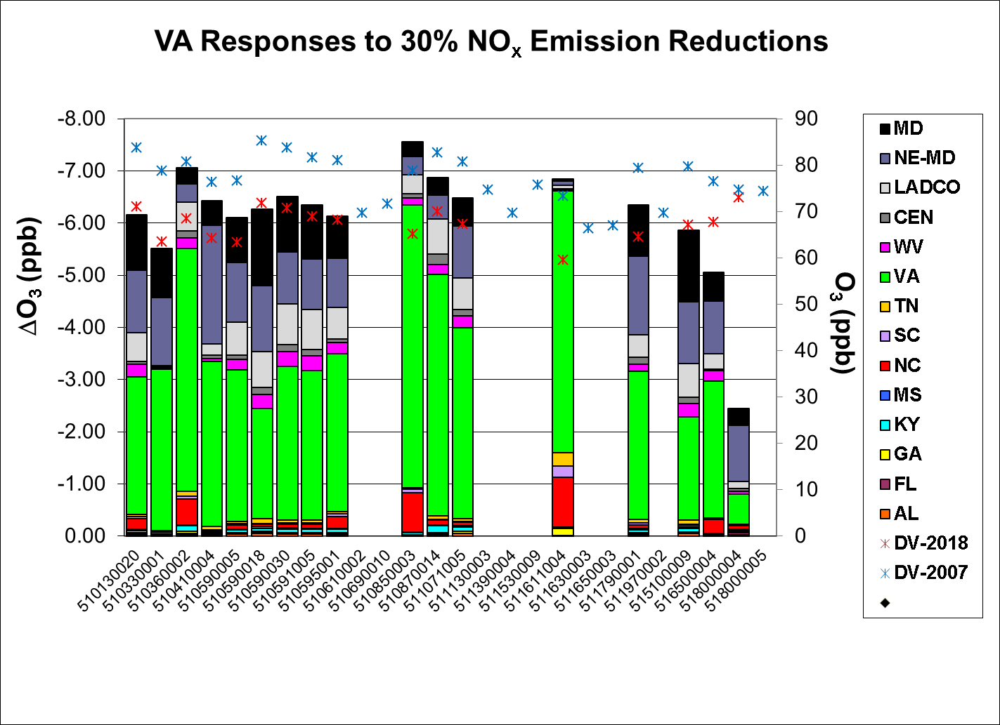 VA Responses to 30% NOx Emission Reductions
-8.00
-7.00
-6.00
-5.00
-4.00
-3.00
-2.00
-1.00
0.00
ΔO3 (ppb)
90
80
70
60
50
40
30
20
10
0
O3 (ppb)
510130020
510330001
510360002
510410004
510590005
510590018
510590030
510591005
510595001
510610002
510690010
510850003
510870014
510710005
511130003
511390004
511530009
511611004
511630003
511650003
511790001
511970002
515100009
516500004
518000004
518000005
MD
NE-MD
LADCO
CEN
WV
VA
TN
SC
NC
MS
KY
GA
FL
AL
DV-2018
DV-2007